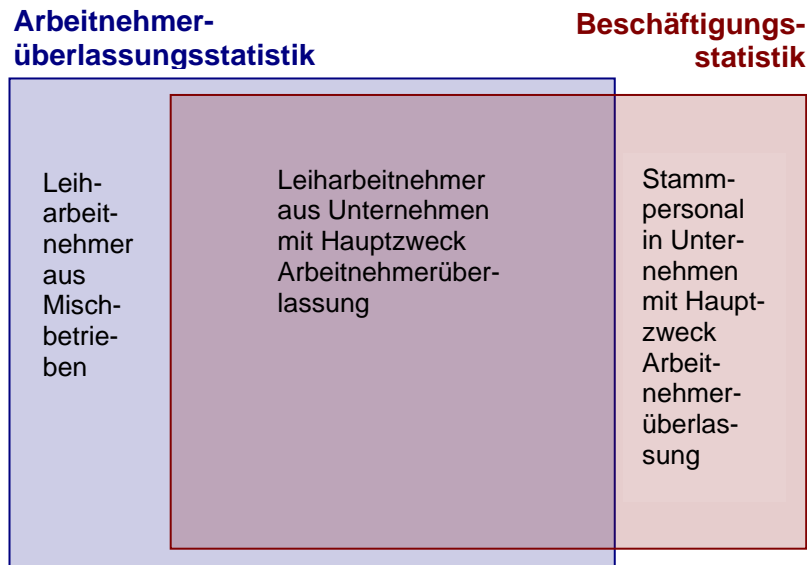 Arbeitnehmer-
überlassungsstatistik
Beschäftigungs-
statistik
Leih-
arbeit-
nehmer
aus
Misch-
betrie-
ben
Leiharbeitnehmer
aus Unternehmen
mit Hauptzweck
Arbeitnehmerüber-
lassung
Stamm-
personal
in Unter-
nehmen
mit Haupt-
zweck
Arbeit-
nehmer-
überlas-
sung